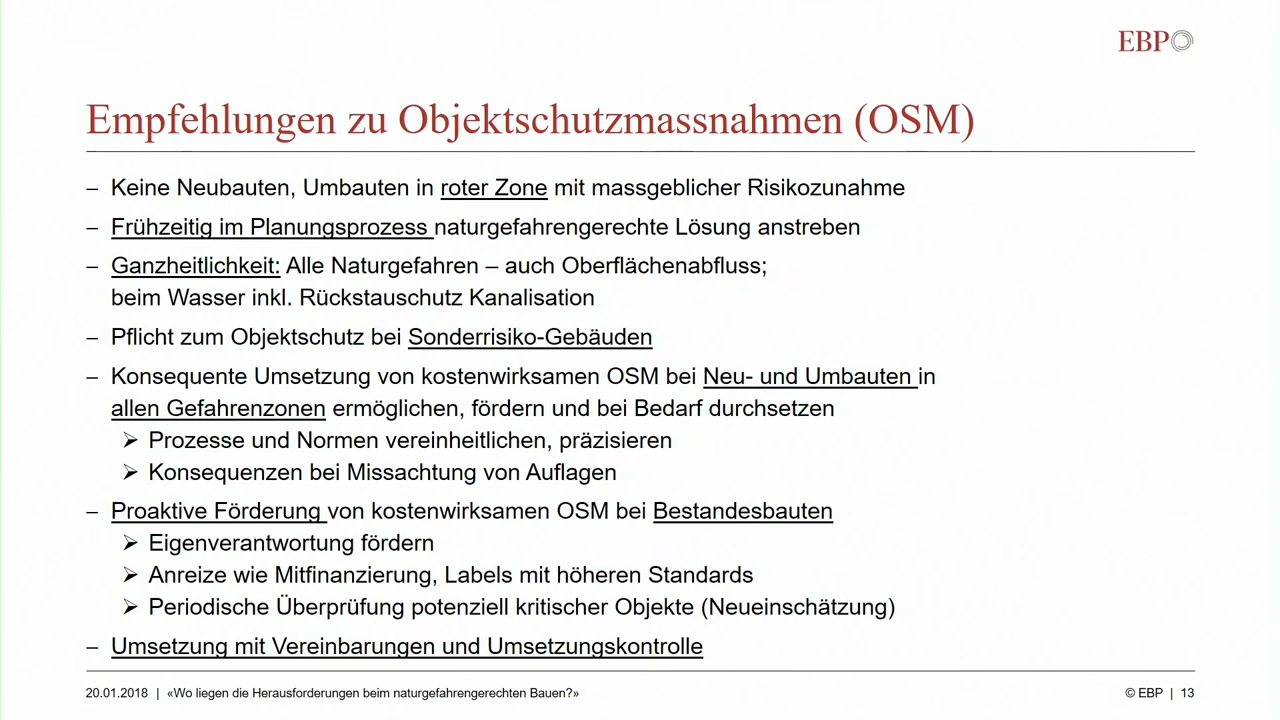 EBP
Empfehlungen zu Objektschutzmassnahmen (OSM)
– Keine Neubauten, Umbauten in roter Zone mit massgeblicher Risikozunahme
– Frühzeitig im Planungsprozess naturgefahrengerechte Lösung anstreben
– Ganzheitlichkeit: Alle Naturgefahren – auch Oberflächenabfluss;
beim Wasser inkl. Rückstauschutz Kanalisation
– Pflicht zum Objektschutz bei Sonderrisiko-Gebäuden
– Konsequente Umsetzung von kostenwirksamen OSM bei Neu- und Umbauten in
allen Gefahrenzonen ermöglichen, fördern und bei Bedarf durchsetzen
➢ Prozesse und Normen vereinheitlichen, präzisieren
➢ Konsequenzen bei Missachtung von Auflagen
– Proaktive Förderung von kostenwirksamen OSM bei Bestandesbauten
➢ Eigenverantwortung fördern
➢ Anreize wie Mitfinanzierung, Labels mit höheren Standards
➢ Periodische Überprüfung potenziell kritischer Objekte (Neueinschätzung)
– Umsetzung mit Vereinbarungen und Umsetzungskontrolle
20.01.2018 | «Wo liegen die Herausforderungen beim naturgefahrengerechten Bauen?» © EBP | 13